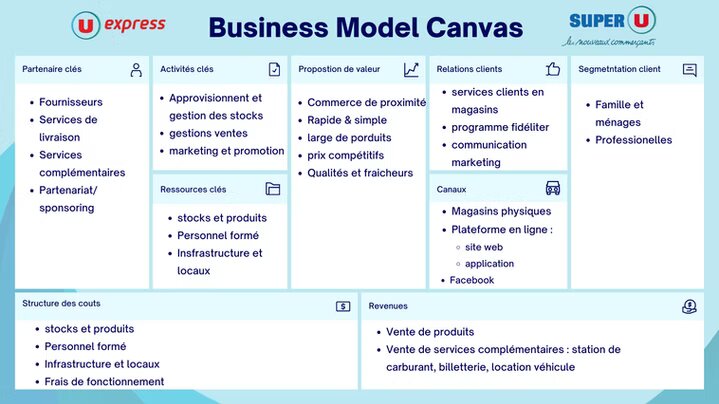 U express
Business Model Canvas
SUPER U
les nouveaux commerçants
Partenaire clés
Fournisseurs
Services de
livraison
Services
complémentaires
Partenariat/
sponsoring
Activités clés
Approvisionnent et
gestion des stocks
gestions ventes
marketing et promotion
Ressources clés
stocks et produits
Personnel formé
Insfrastructure et
locaux
Propostion de valeur
Commerce de proximité
Rapide & simple
large de porduits
prix compétitifs
Qualités et fraicheurs
Relations clients
services clients en
magasins
programme fidéliter
communication
marketing
Canaux
Magasins physiques
Plateforme en ligne :
site web
application
Facebook
Segmetntation client
Famille et
ménages
Professionelles
Structure des couts
stocks et produits
Personnel formé
Infrastructure et locaux
Frais de fonctionnement
Revenues
Vente de produits
Vente de services complémentaires : station de
carburant, billetterie, location véhicule